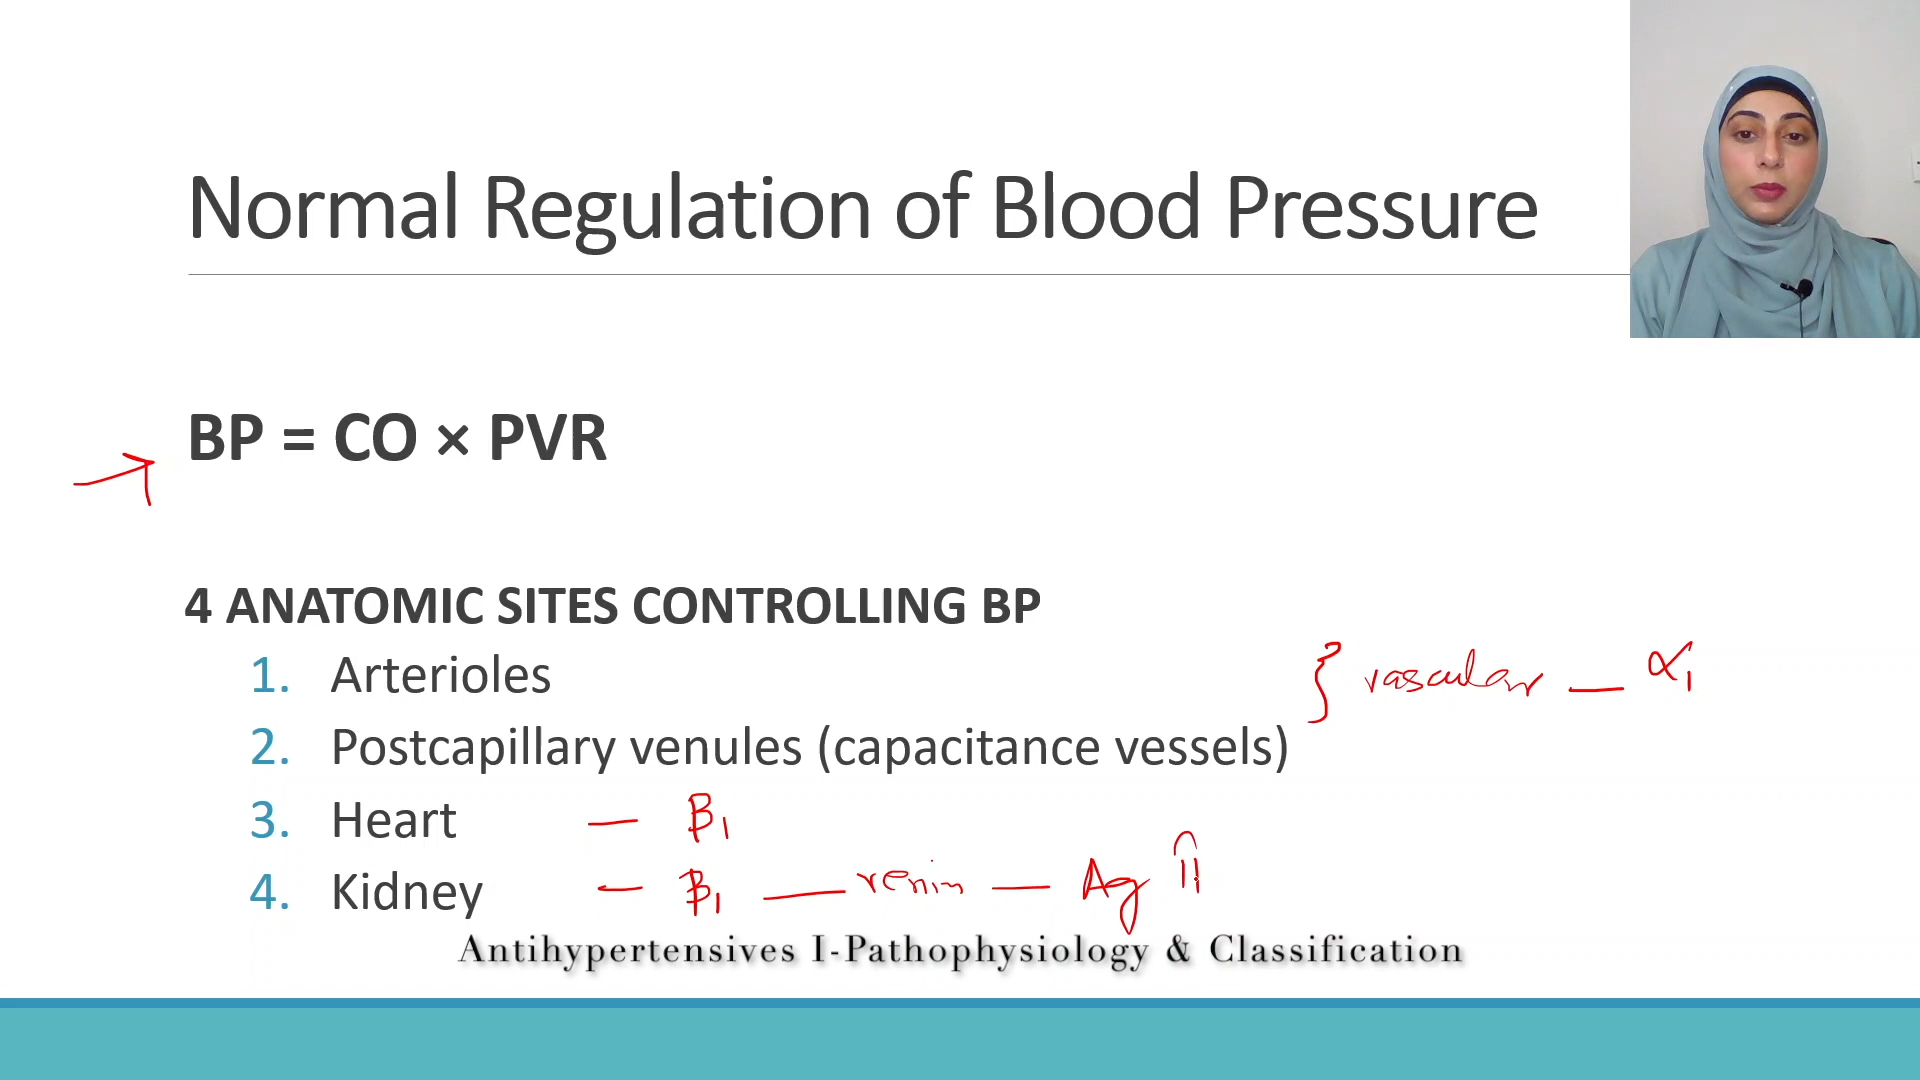 Normal Regulation of Blood Pressure
BP = CO × PVR
4 ANATOMIC SITES CONTROLLING BP
1. Arterioles
} vascular — α1
2. Postcapillary venules (capacitance vessels)
3. Heart — β1
4. Kidney — β1 — renin — Ag II
Antihypertensives I-Pathophysiology & Classification